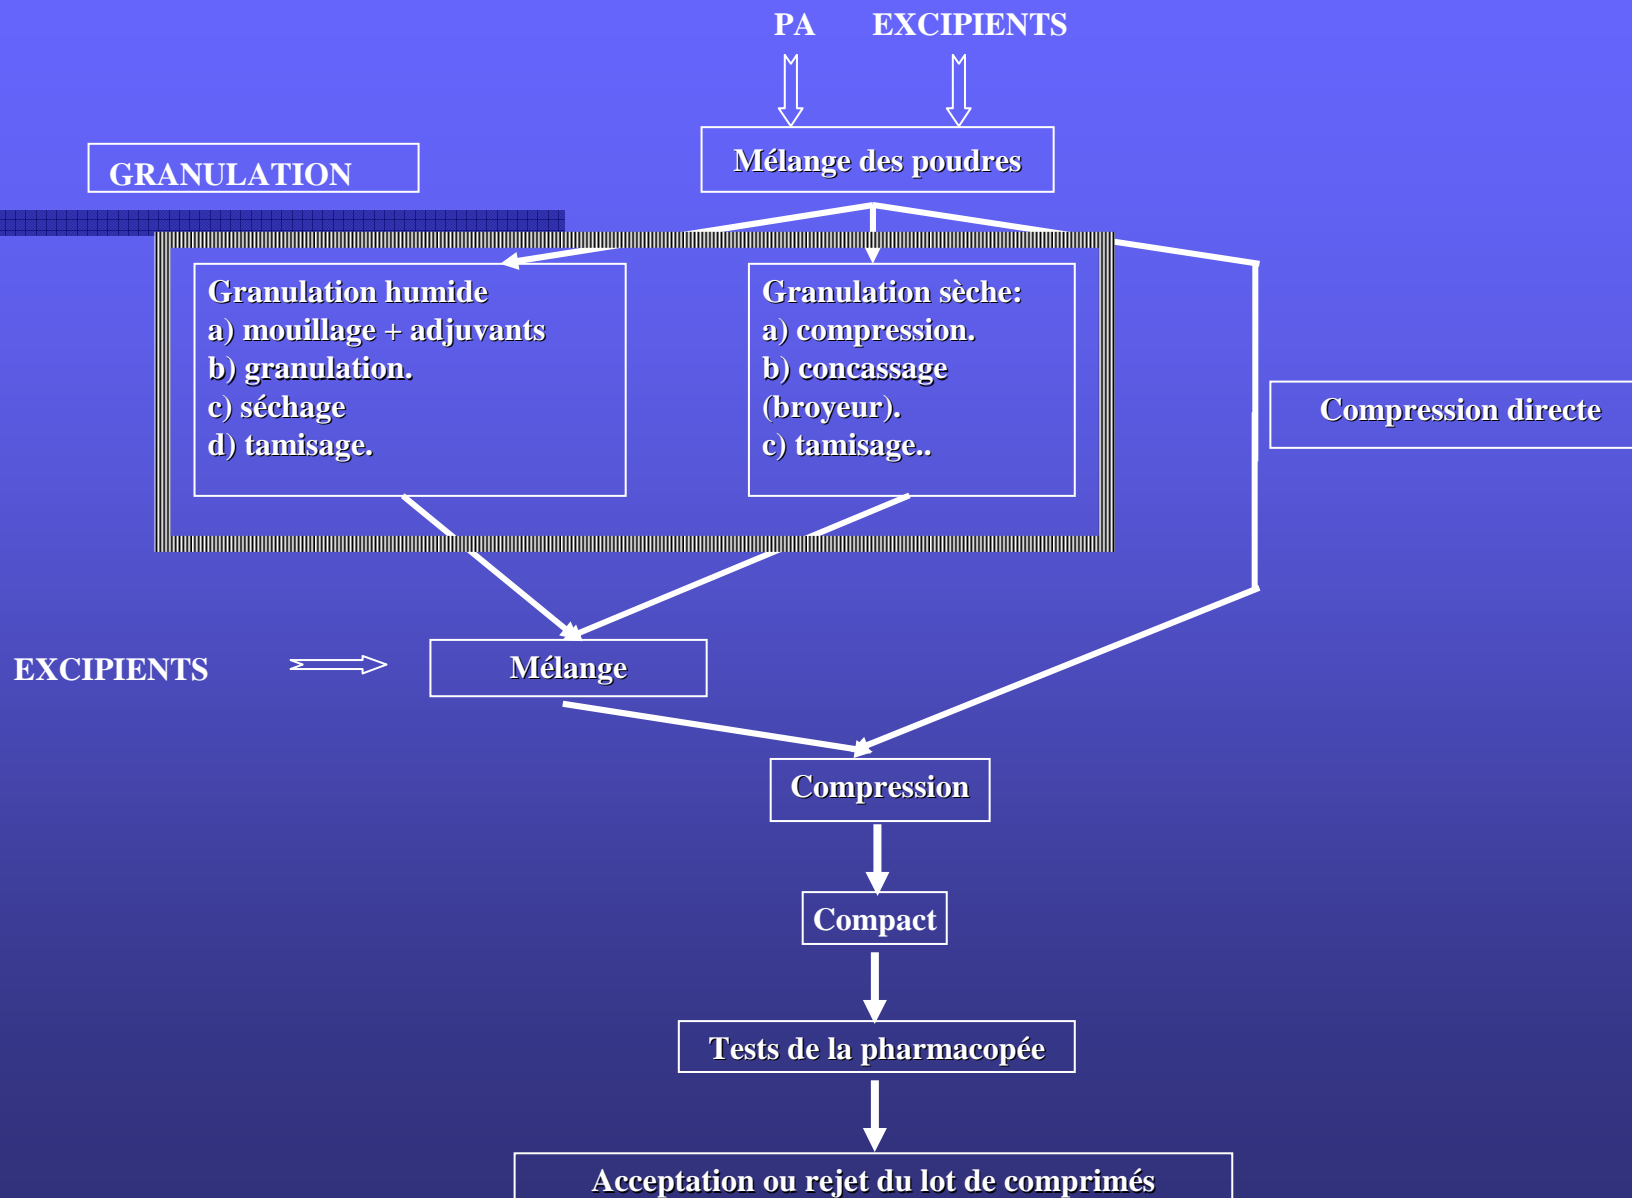 PA EXCIPIENTS
Mélange des poudres
GRANULATION
Granulation humide
a) mouillage + adjuvants
b) granulation.
c) séchage
d) tamisage.
Granulation sèche:
a) compression.
b) concassage
(broyeur).
c) tamisage..
Compression directe
EXCIPIENTS
Mélange
Compression
Compact
Tests de la pharmacopée
Acceptation ou rejet du lot de comprimés